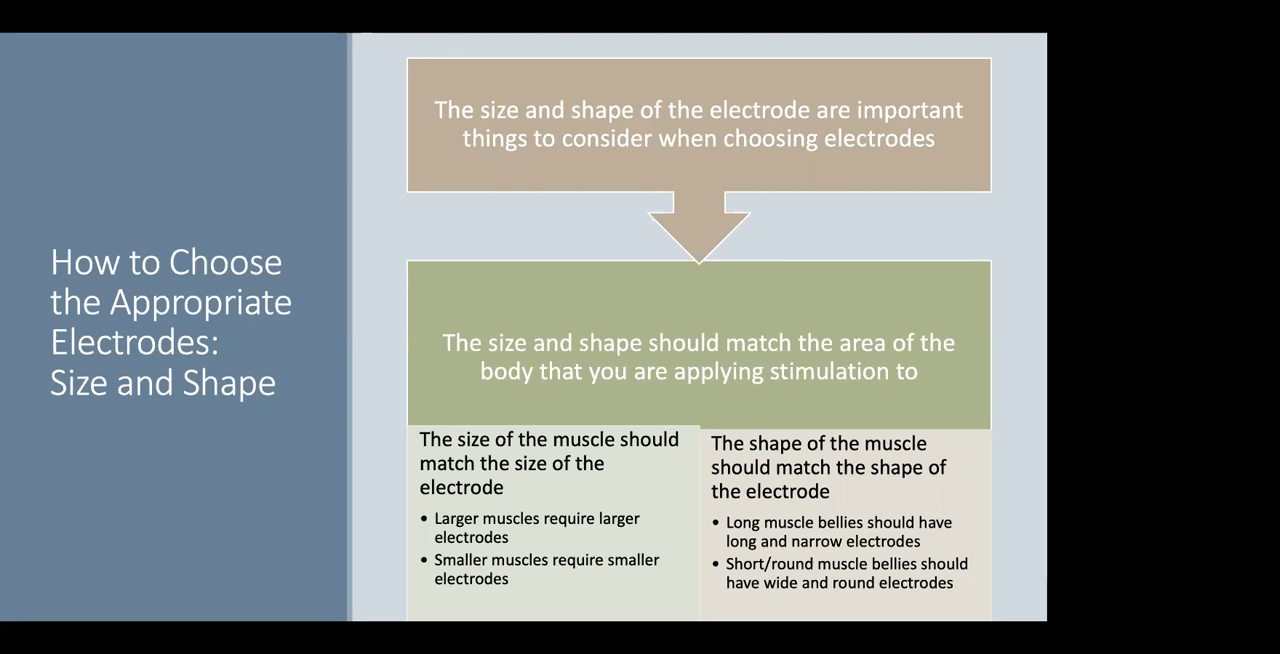 How to Choose
the Appropriate
Electrodes:
Size and Shape
The size and shape of the electrode are important
things to consider when choosing electrodes
The size and shape should match the area of the
body that you are applying stimulation to
The size of the muscle should
match the size of the
electrode
• Larger muscles require larger
electrodes
• Smaller muscles require smaller
electrodes
The shape of the muscle
should match the shape of
the electrode
• Long muscle bellies should have
long and narrow electrodes
• Short/round muscle bellies should
have wide and round electrodes